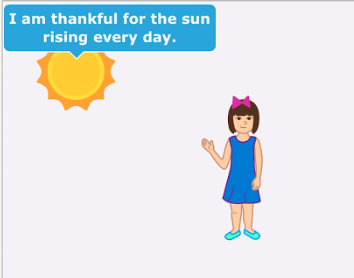 I am thankful for the sun
rising every day.